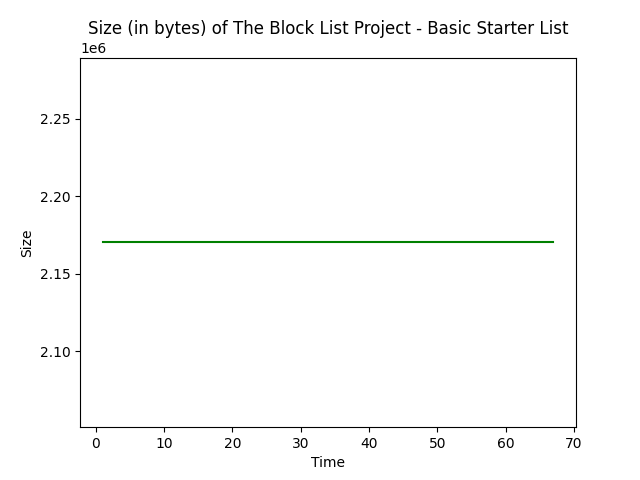 Size (in bytes) of The Block List Project - Basic Starter List
1e6
2.25
2.20
2.15
2.10
Size
0 10 20 30 40 50 60 70
Time